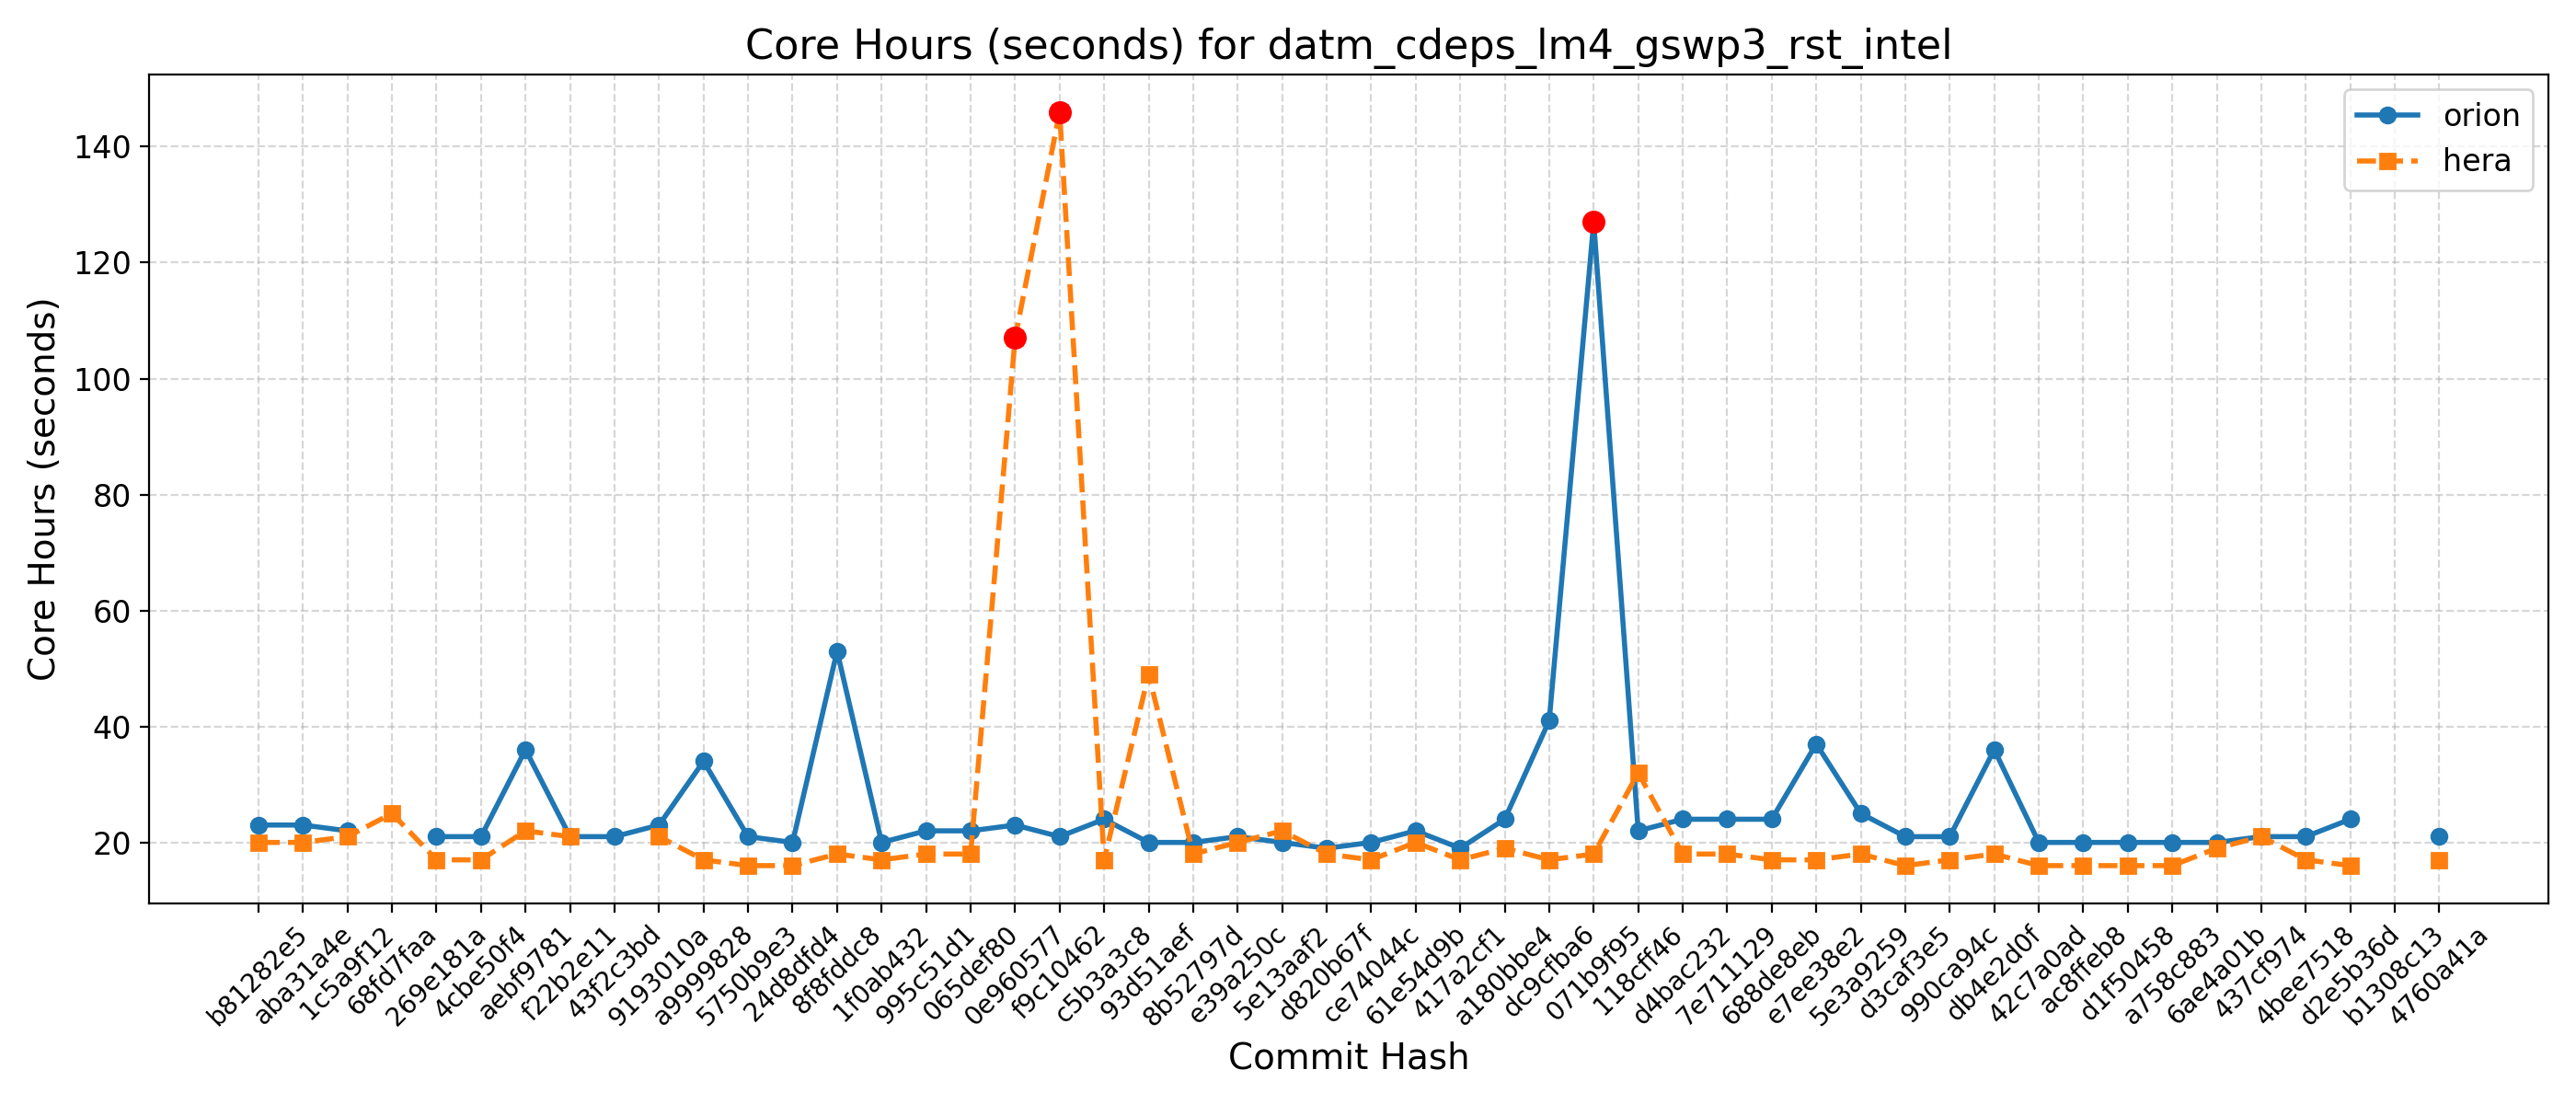 Core Hours (seconds) for datm_cdeps_lm4_gswp3_rst_intel
orion
hera
Core Hours (seconds)
140
120
100
80
60
40
20
b81282e5
aba31a4e
1c5a9f12
68fd7faa
269e181a
4cbe50f4
aebf9781
f22b2e11
43f2c3bd
9193010a
a9999828
5750b9e3
24d8dfd4
8f8fddc8
1f0ab432
995c51d1
065def80
0e960577
f9c10462
c5b3a3c8
93d51aef
8b52797d
e39a250c
5e13aaf2
d820b67f
ce74044c
61e54d9b
417a2cf1
a180bbe4
dc9cfba6
071b9f95
118cff46
d4bac232
7e711129
688de8eb
e7ee38e2
5e3a9259
d3caf3e5
990ca94c
db4e2d0f
42c7a0ad
ac8ffeb8
d1f50458
a758c883
6ae4a01b
437cf974
4bee7518
d2e5b36d
b1308c13
4760a41a
Commit Hash